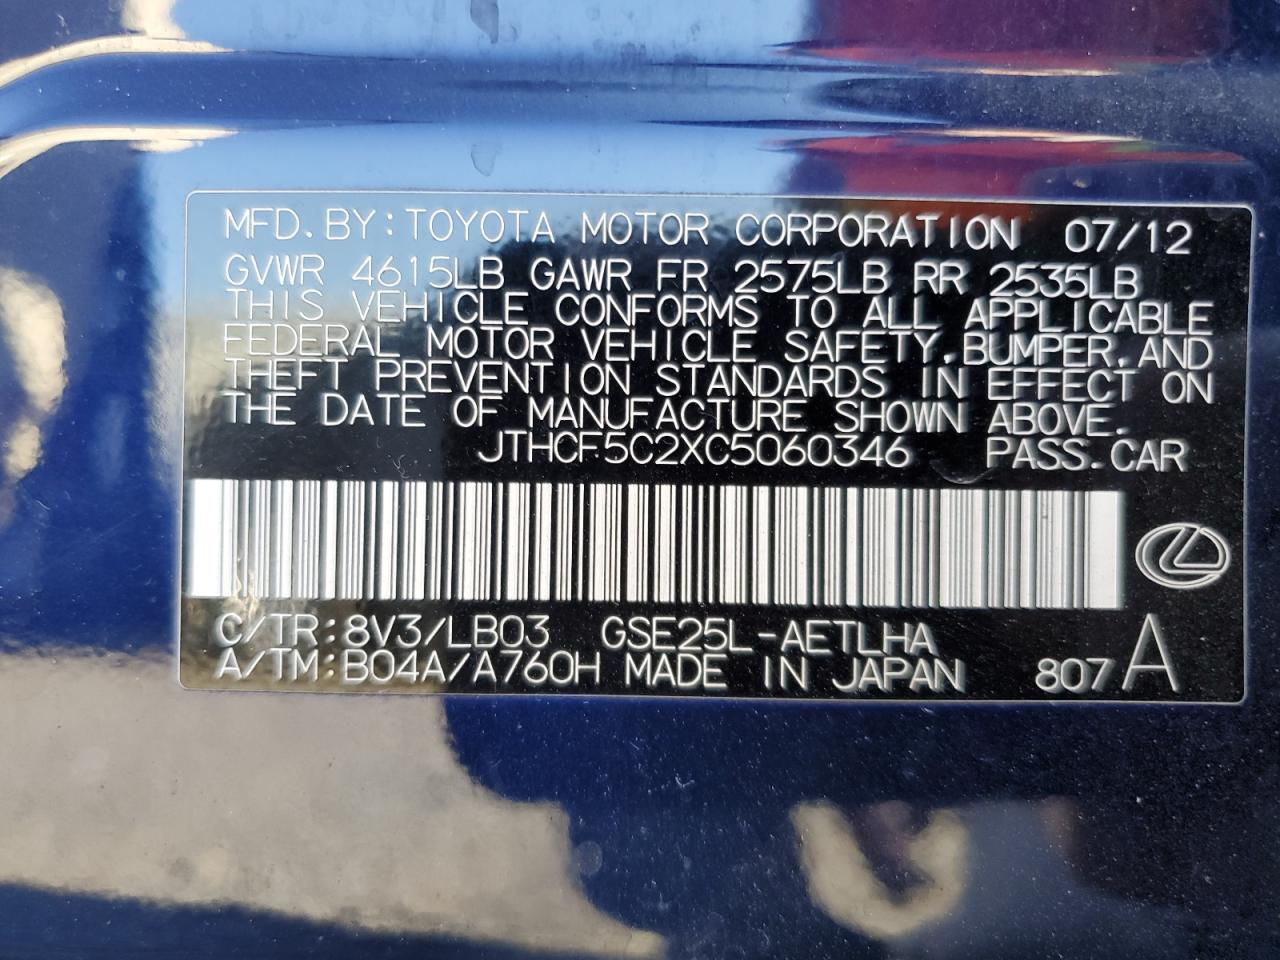 MFD.BY:TOYOTA MOTOR CORPORATION 07/12
GVWR 4615LB GAWR FR 2575LB RR 2535LB
THIS VEHICLE CONFORMS TO ALL APPLICABLE
FEDERAL MOTOR VEHICLE SAFETY,BUMPER,AND
THEFT PREVENTION STANDARDS IN EFFECT ON
THE DATE OF MANUFACTURE SHOWN ABOVE.
JTHCF5C2XC5060346 PASS.CAR
C/TR:8V3/LB03 GSE25L-AETLHA
A/TM:B04A/A760H MADE IN JAPAN 807 A